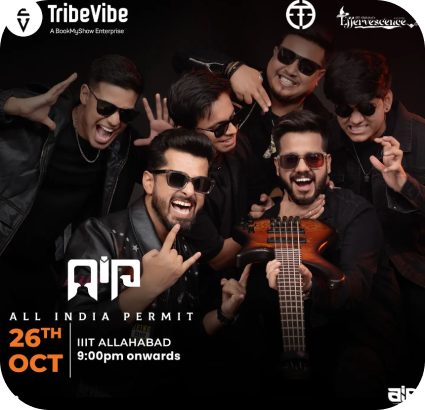 TribeVibe
A BookMyShow Enterprise
Effervescence
AIP
ALL INDIA PERMIT
26TH
OCT
IIIT ALLAHABAD
9:00pm onwards